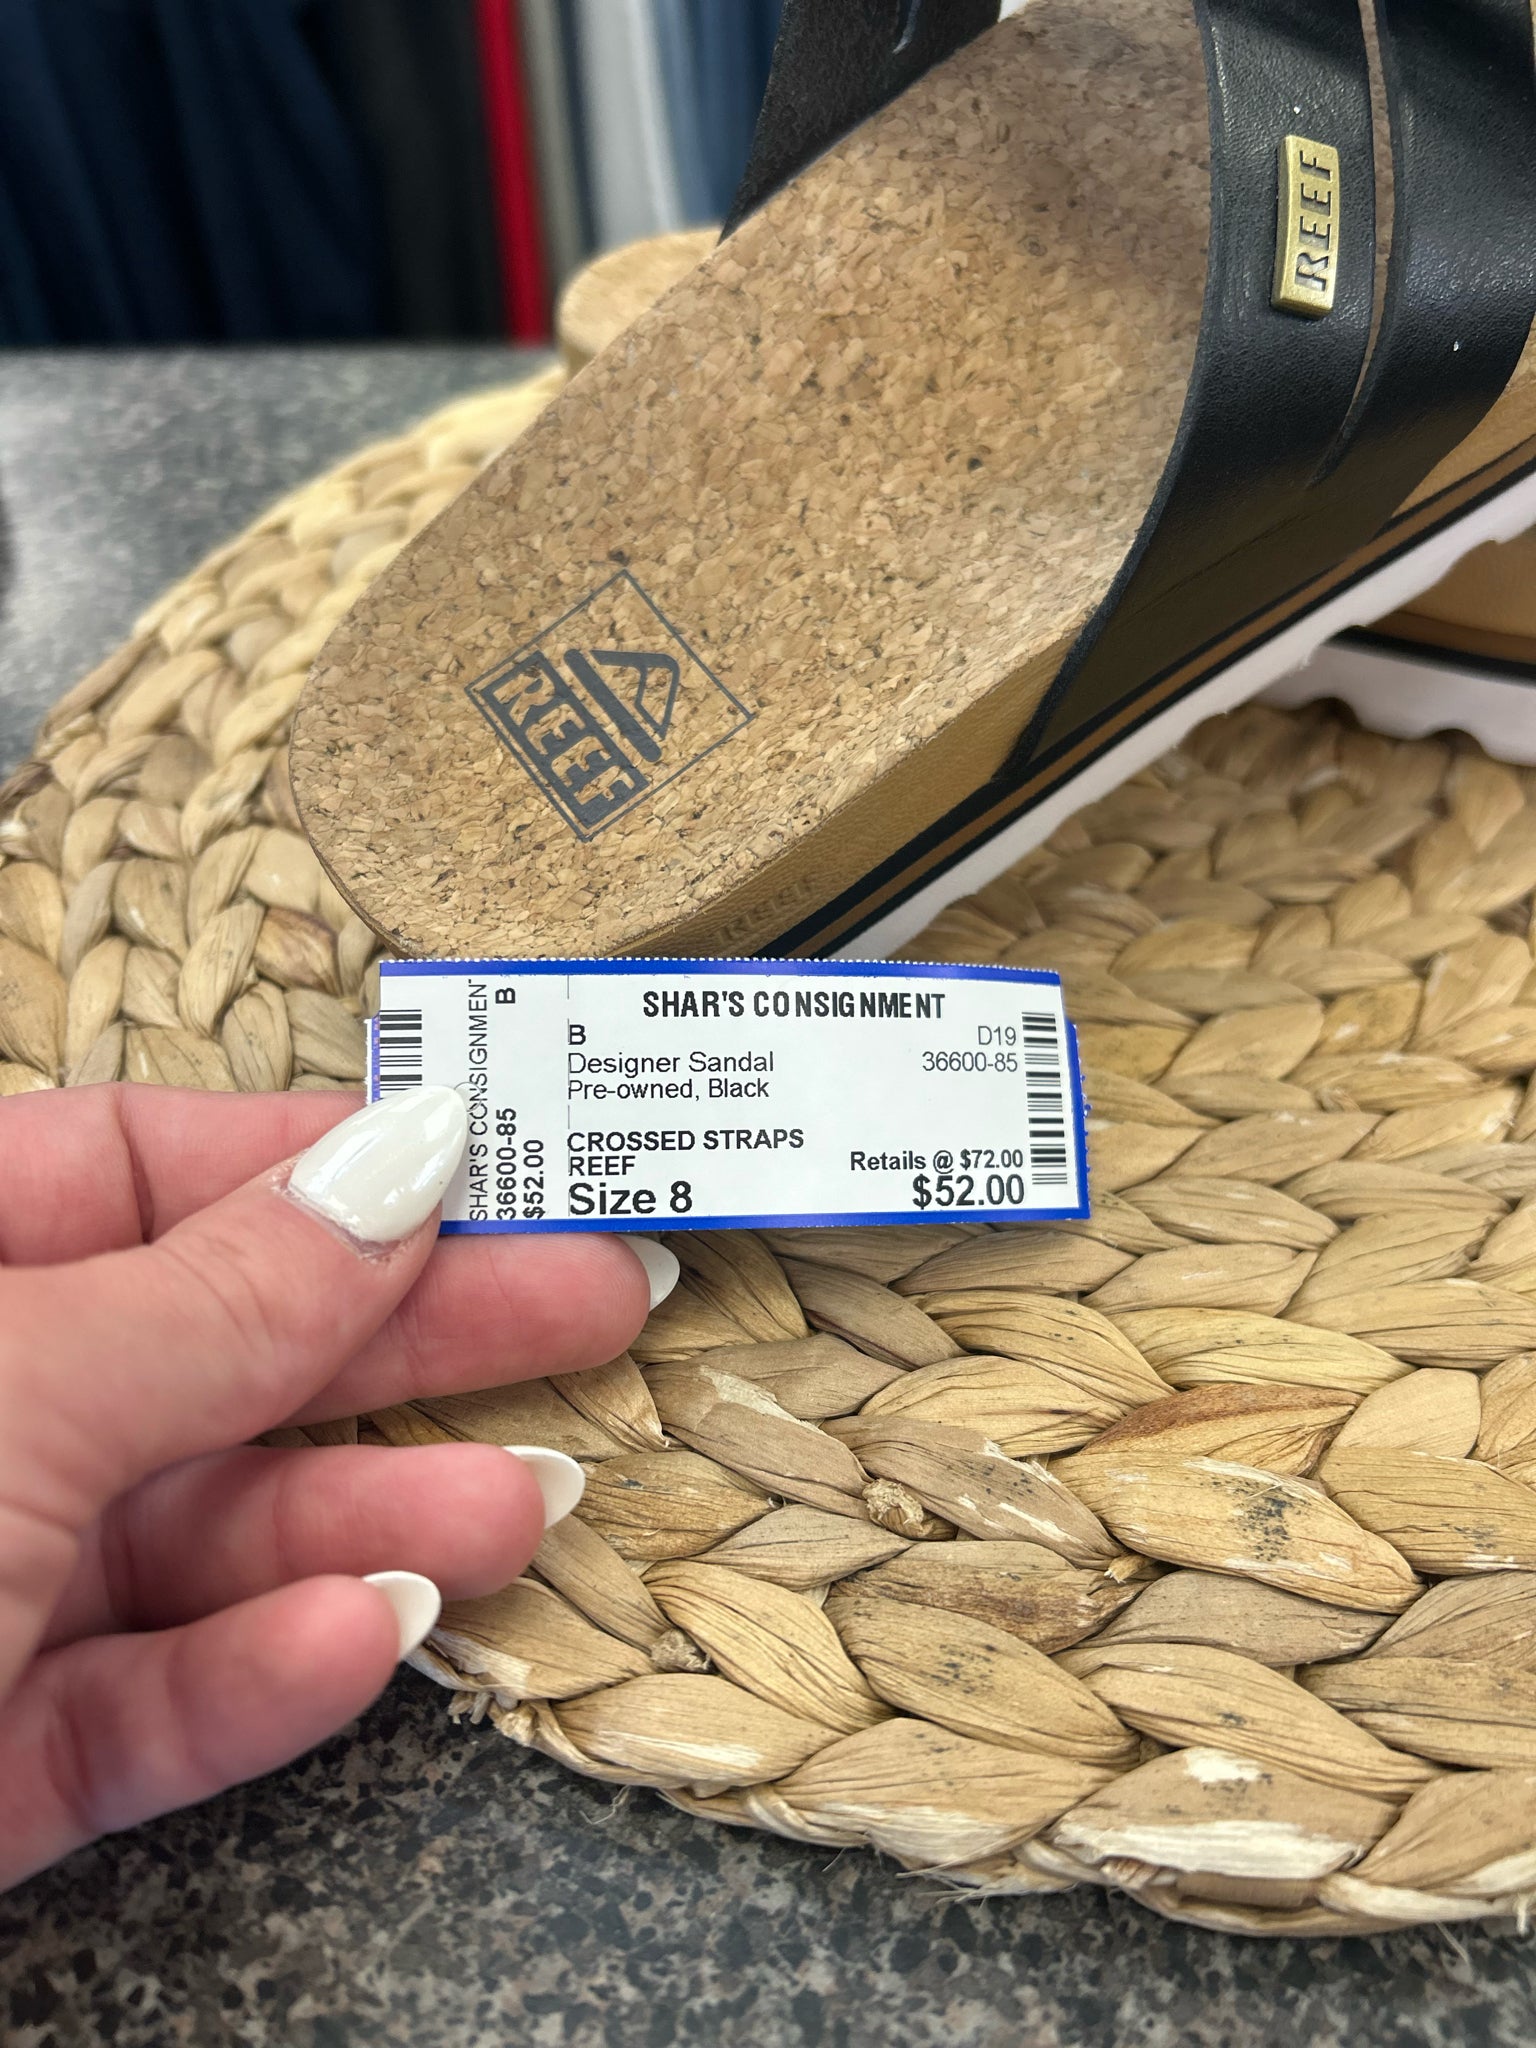 REEF
REEF
REEF
SHAR'S CONSIGNMENT
B
36600-85
$52.00
SHAR'S CONSIGNMENT
B
D19
Designer Sandal
36600-85
Pre-owned, Black
CROSSED STRAPS
REEF
Retails @ $72.00
Size 8
$52.00